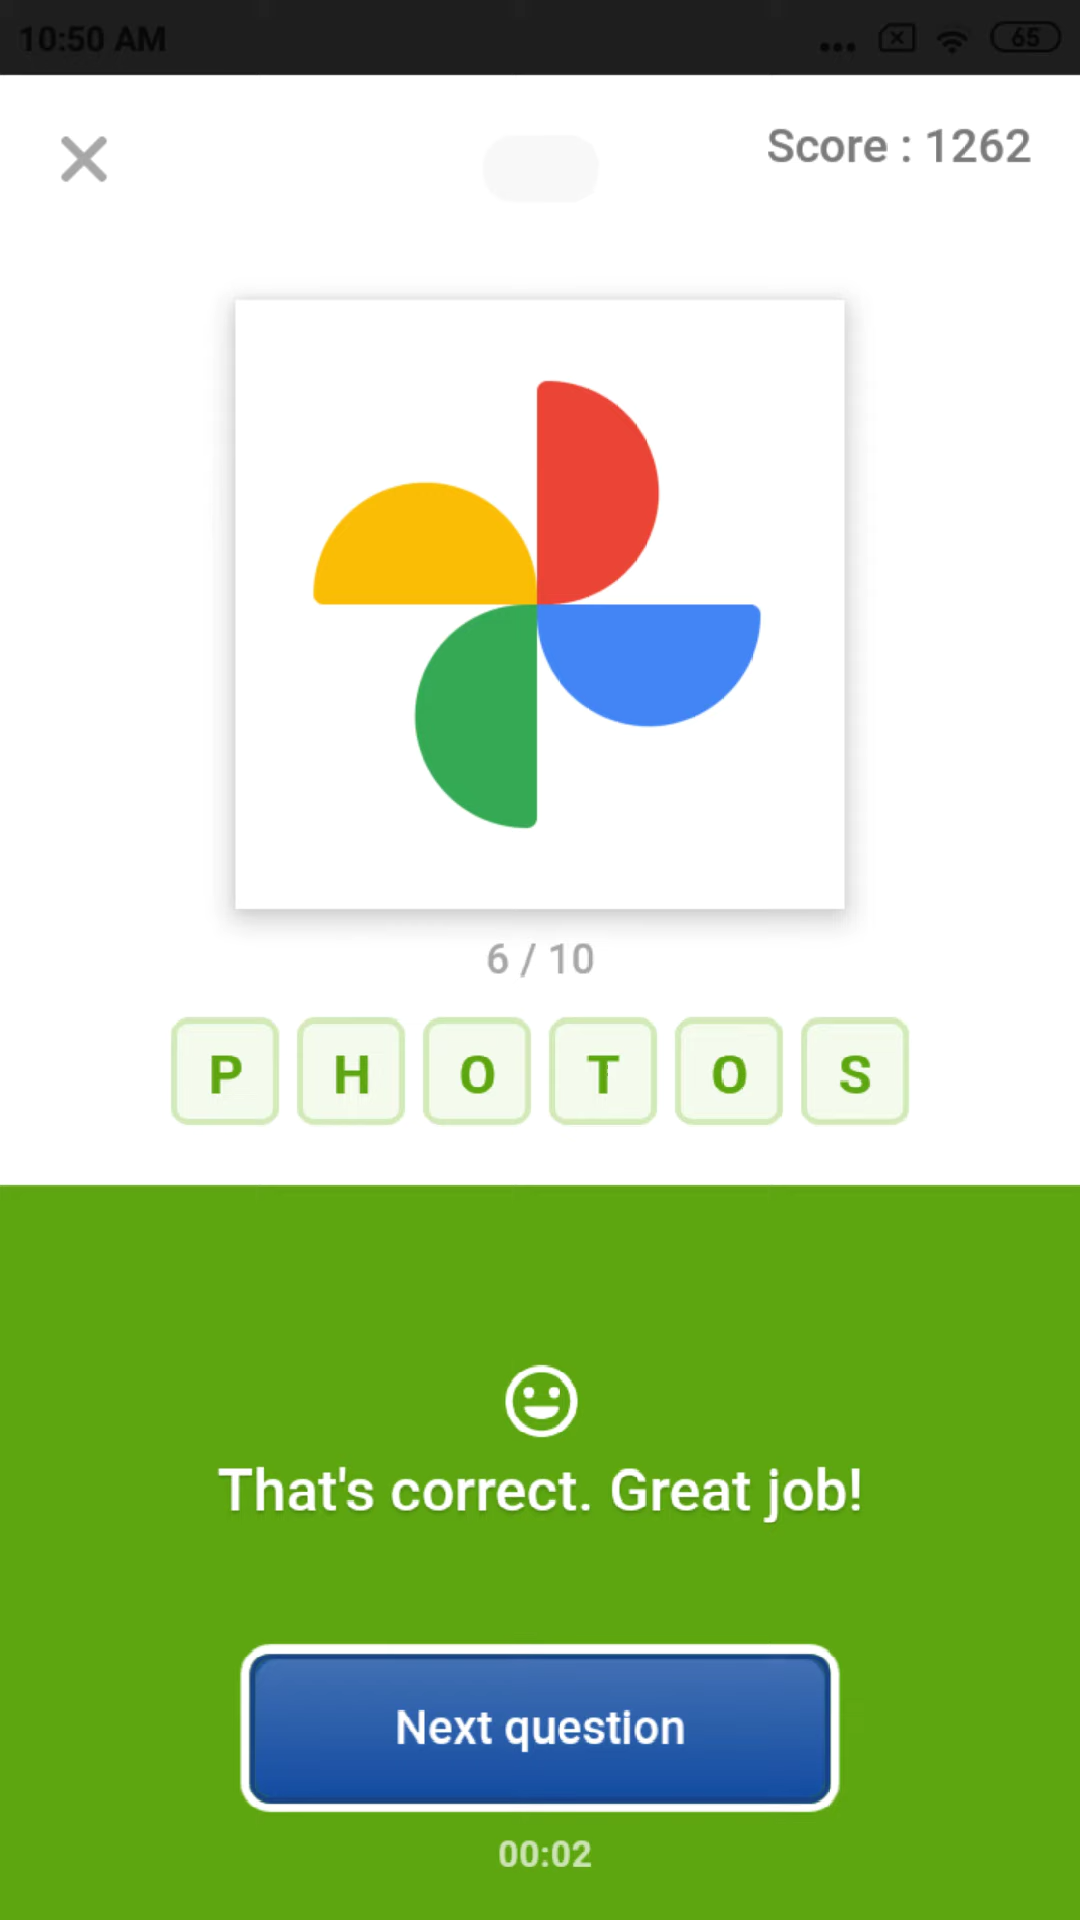 10:50 AM
65
Score : 1262
6 / 10
P H O T O S
That's correct. Great job!
Next question
00:02